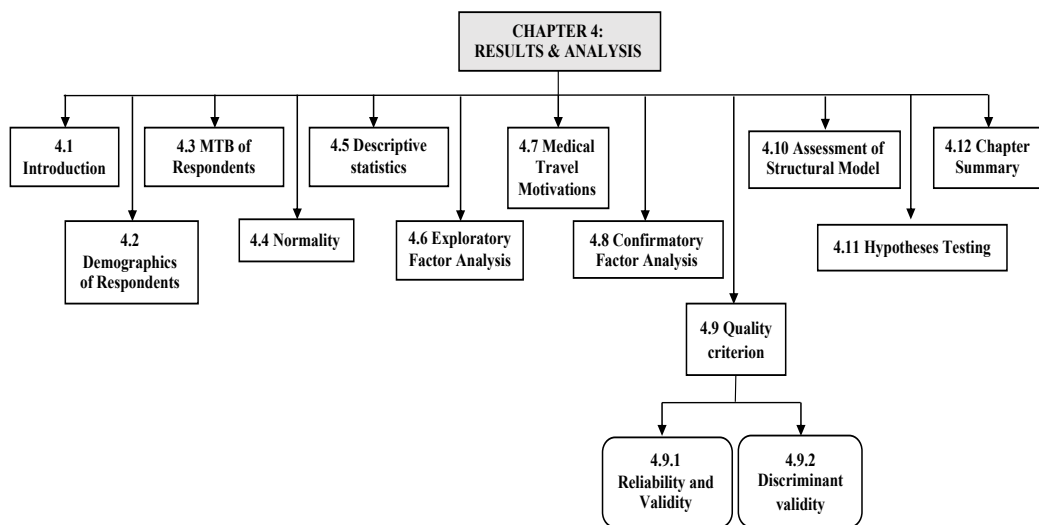 CHAPTER 4:
RESULTS & ANALYSIS
4.1
Introduction
4.2
Demographics
of Respondents
4.3 MTB of
Respondents
4.4 Normality
4.5 Descriptive
statistics
4.6 Exploratory
Factor Analysis
4.7 Medical
Travel
Motivations
4.8 Confirmatory
Factor Analysis
4.9 Quality
criterion
4.9.1
Reliability and
Validity
4.9.2
Discriminant
validity
4.10 Assessment of
Structural Model
4.11 Hypotheses Testing
4.12 Chapter
Summary